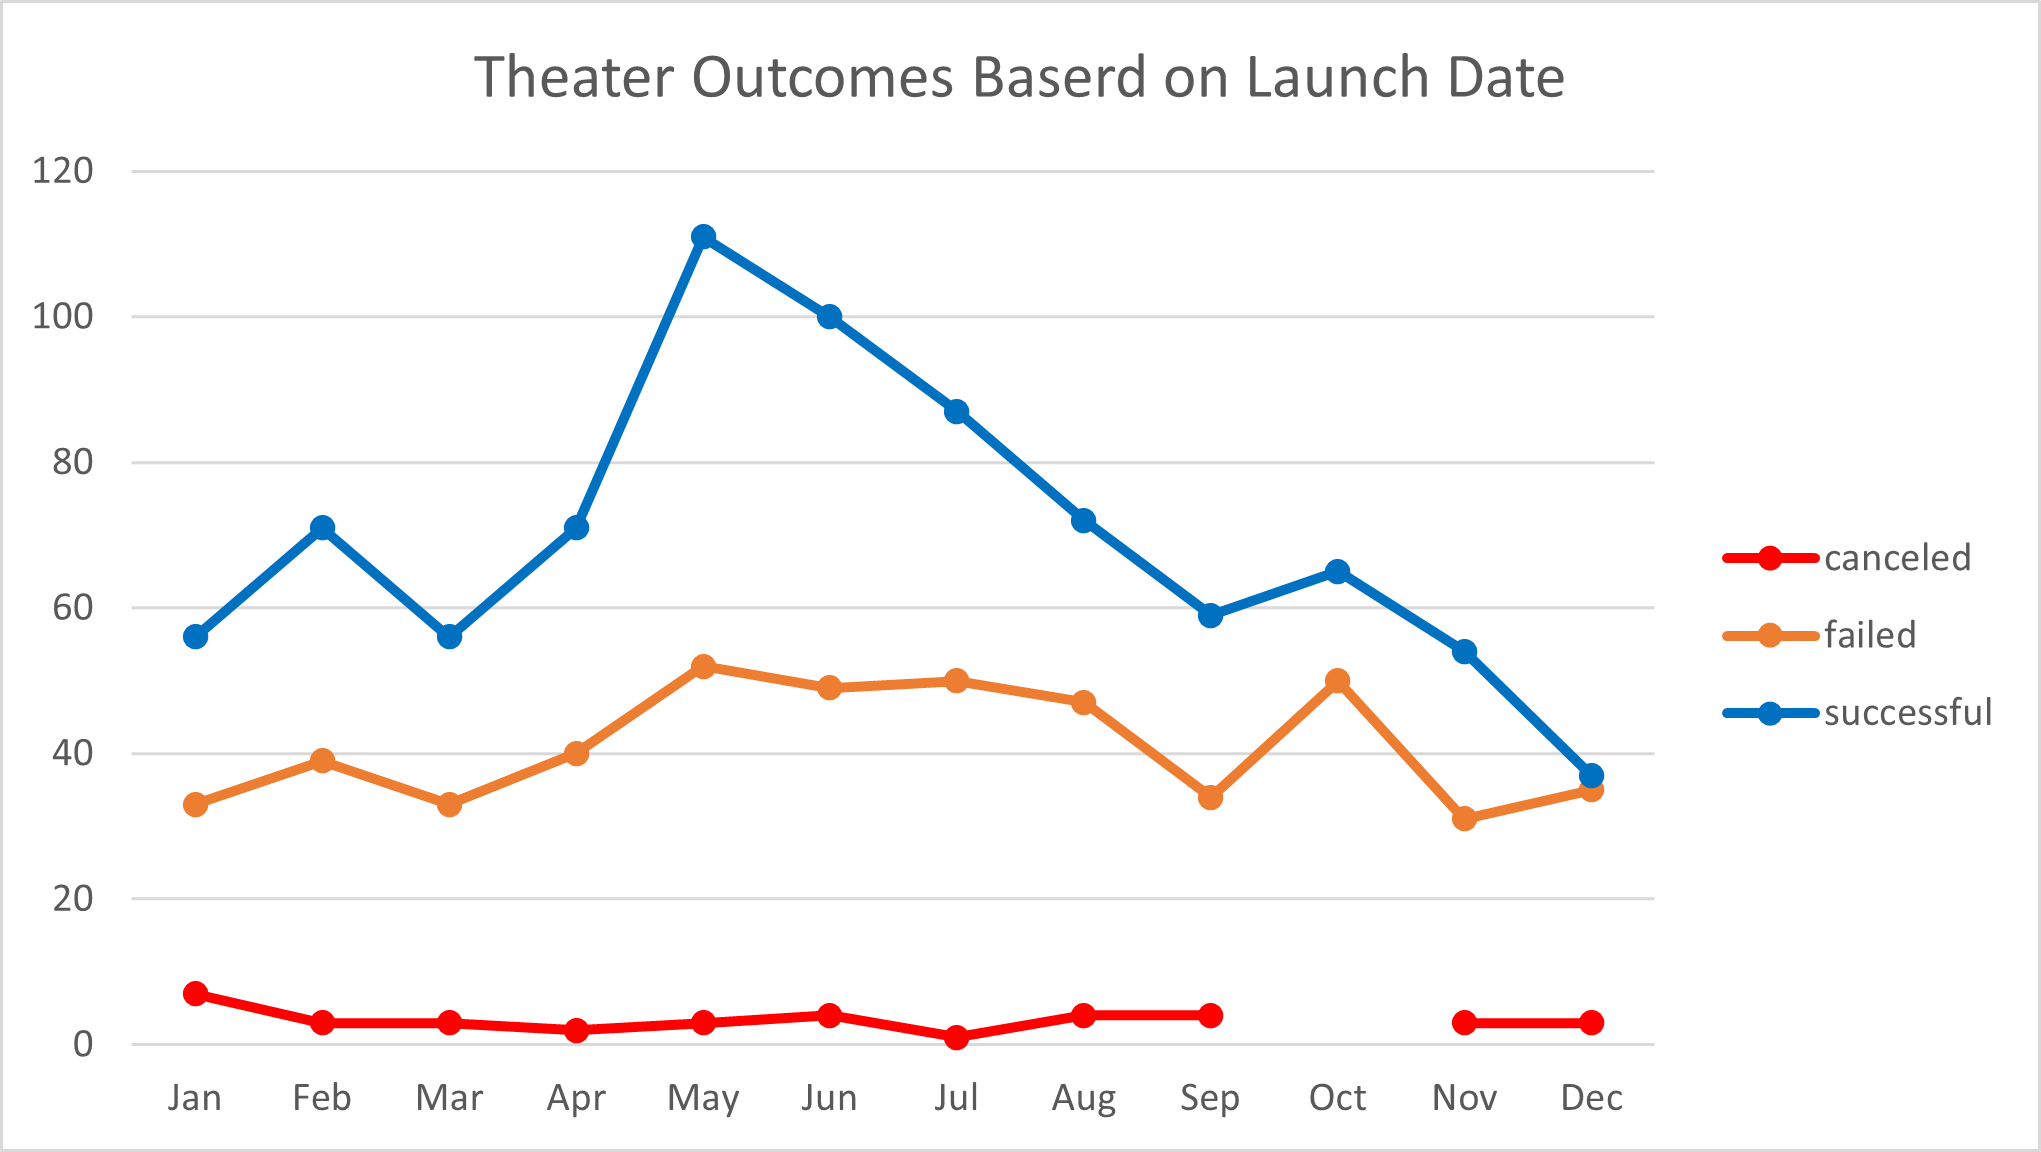 Theater Outcomes Baserd on Launch Date
120
100
80
60
40
20
0
Jan Feb Mar Apr May Jun Jul Aug Sep Oct Nov Dec
canceled
failed
successful